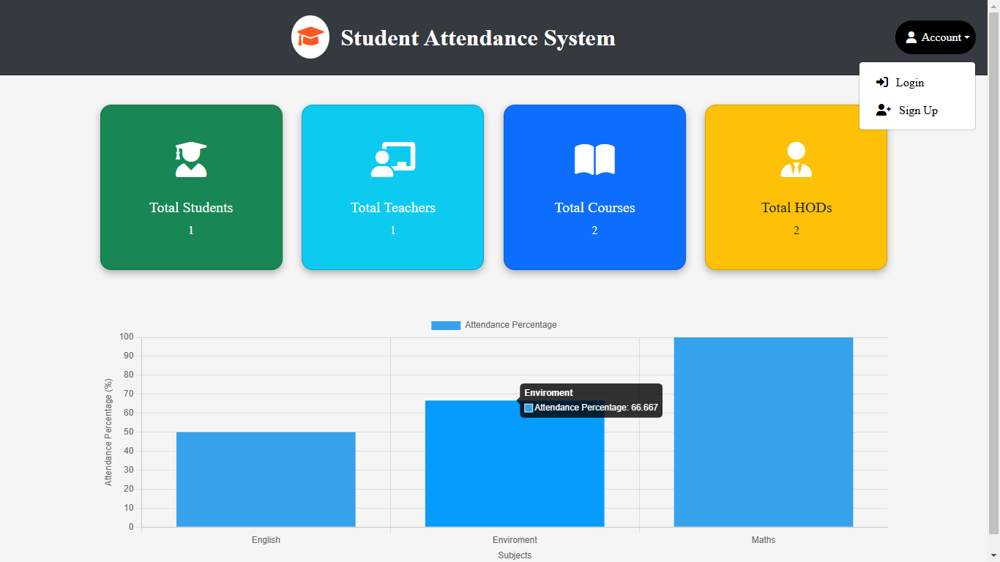 Student Attendance System
Account
Login
Sign Up
Total Students
1
Total Teachers
1
Total Courses
2
Total HODs
2
Attendance Percentage
Attendance Percentage (%)
100
90
80
70
60
50
40
30
20
10
0
Enviroment
Attendance Percentage: 66.667
English
Enviroment
Maths
Subjects